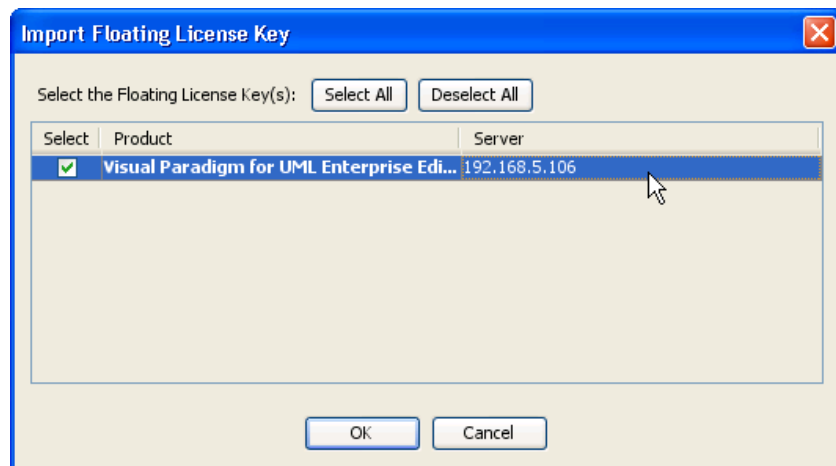 Import Floating License Key
Select the Floating License Key(s): Select All Deselect All
Select Product Server
Visual Paradigm for UML Enterprise Edi... 192.168.5.106
OK Cancel